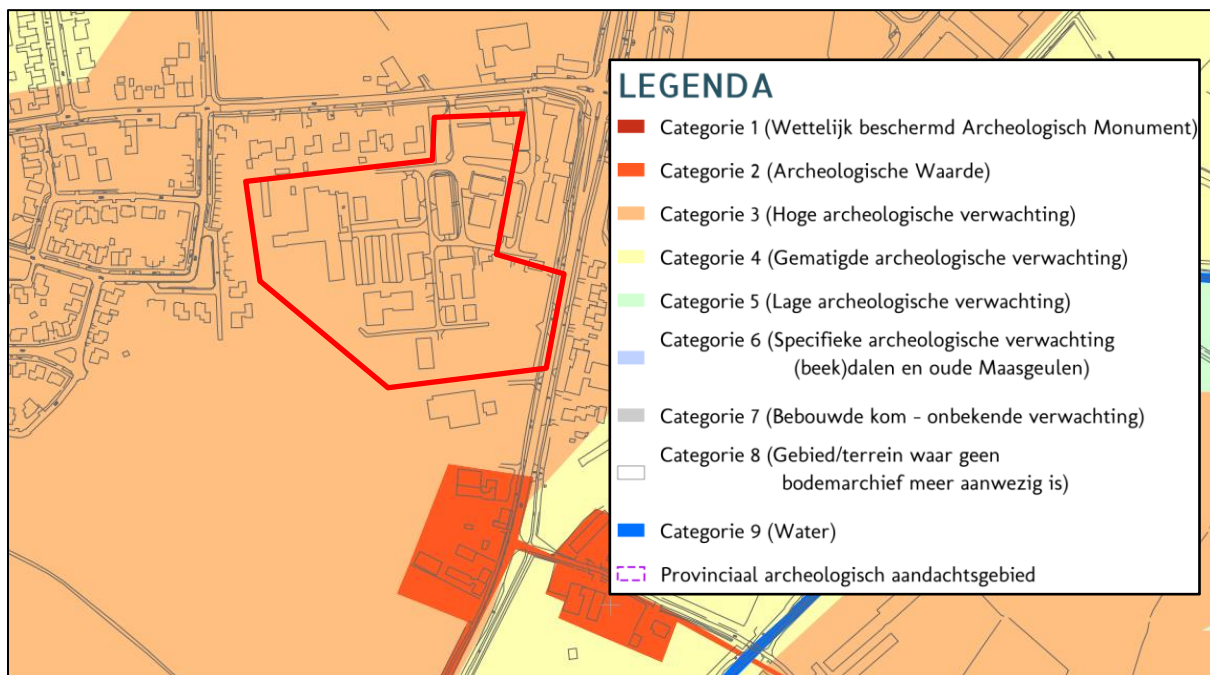 LEGENDA
Categorie 1 (Wettelijk beschermd Archeologisch Monument)
Categorie 2 (Archeologische Waarde)
Categorie 3 (Hoge archeologische verwachting)
Categorie 4 (Gematigde archeologische verwachting)
Categorie 5 (Lage archeologische verwachting)
Categorie 6 (Specifieke archeologische verwachting
(beek)dalen en oude Maasgeulen)
Categorie 7 (Bebouwde kom - onbekende verwachting)
Categorie 8 (Gebied/terrein waar geen
bodemarchief meer aanwezig is)
Categorie 9 (Water)
Provinciaal archeologisch aandachtsgebied